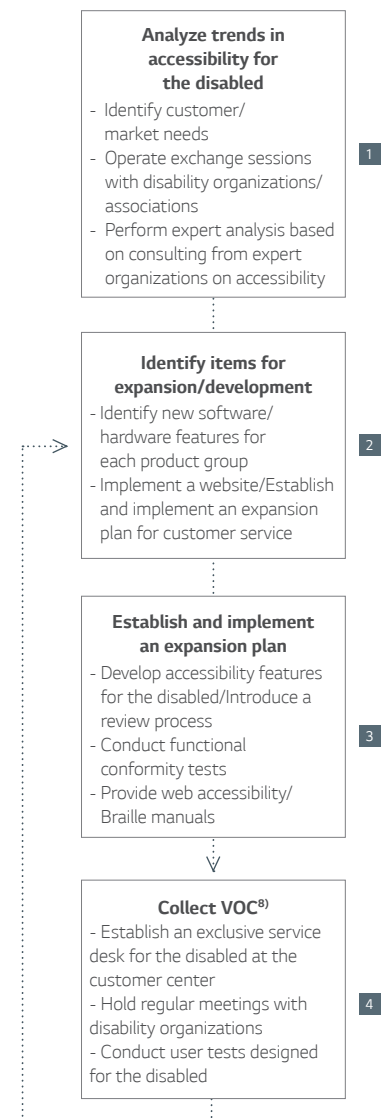 Analyze trends in
accessibility for
the disabled
- Identify customer/
market needs
- Operate exchange sessions
with disability organizations/
associations
- Perform expert analysis based
on consulting from expert
organizations on accessibility
1
Identify items for
expansion/development
- Identify new software/
hardware features for
each product group
- Implement a website/Establish
and implement an expansion
plan for customer service
2
Establish and implement
an expansion plan
- Develop accessibility features
for the disabled/Introduce a
review process
- Conduct functional
conformity tests
- Provide web accessibility/
Braille manuals
3
Collect VOC⁸⁾
- Establish an exclusive service
desk for the disabled at the
customer center
- Hold regular meetings with
disability organizations
- Conduct user tests designed
for the disabled
4